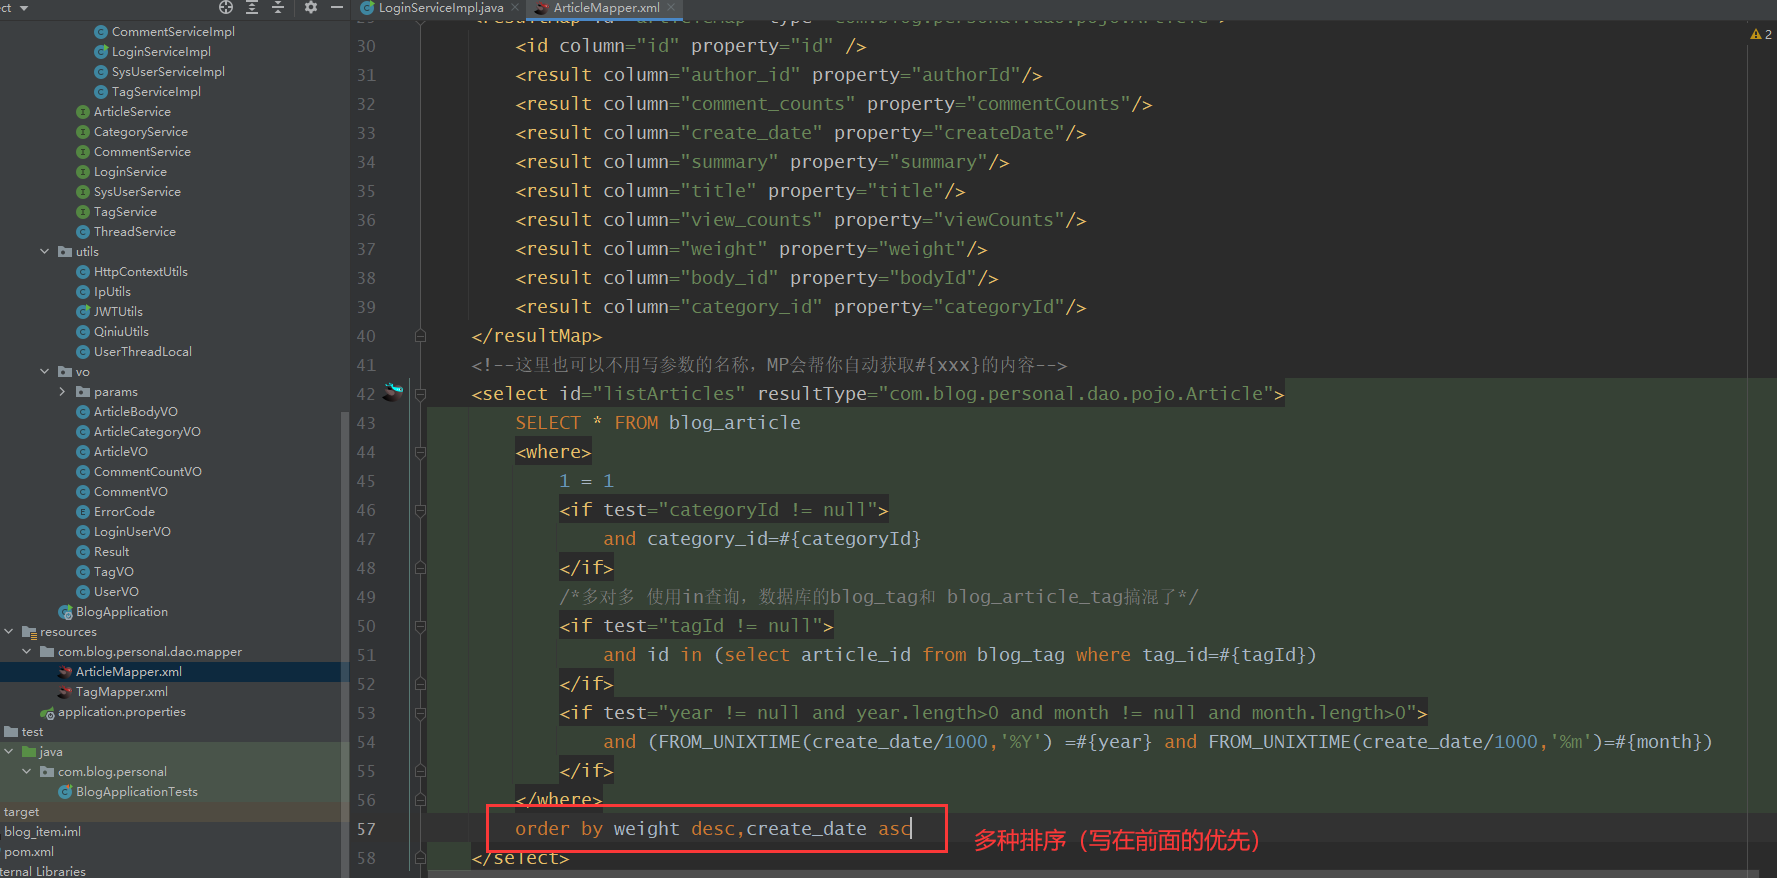 ct
LoginServiceImpl.java
ArticleMapper.xml
CommentServiceImpl
LoginServiceImpl
SysUserServiceImpl
TagServiceImpl
ArticleService
CategoryService
CommentService
LoginService
SysUserService
TagService
ThreadService
utils
HttpContextUtils
IpUtils
JWTUtils
QiniuUtils
UserThreadLocal
vo
params
ArticleBodyVO
ArticleCategoryVO
ArticleVO
CommentCountVO
CommentVO
ErrorCode
LoginUserVO
Result
TagVO
UserVO
BlogApplication
resources
com.blog.personal.dao.mapper
ArticleMapper.xml
TagMapper.xml
application.properties
test
java
com.blog.personal
BlogApplicationTests
target
blog_item.iml
pom.xml
ternal Libraries
2
30 <id column="id" property="id" />
31 <result column="author_id" property="authorId"/>
32 <result column="comment_counts" property="commentCounts"/>
33 <result column="create_date" property="createDate"/>
34 <result column="summary" property="summary"/>
35 <result column="title" property="title"/>
36 <result column="view_counts" property="viewCounts"/>
37 <result column="weight" property="weight"/>
38 <result column="body_id" property="bodyId"/>
39 <result column="category_id" property="categoryId"/>
40 </resultMap>
41 <!--这里也可以不用写参数的名称，MP会帮你自动获取#{xxx}的内容-->
42 <select id="listArticles" resultType="com.blog.personal.dao.pojo.Article">
43 SELECT * FROM blog_article
44 <where>
45 1 = 1
46 <if test="categoryId != null">
47 and category_id=#{categoryId}
48 </if>
49 /*多对多 使用in查询，数据库的blog_tag和 blog_article_tag搞混了*/
50 <if test="tagId != null">
51 and id in (select article_id from blog_tag where tag_id=#{tagId})
52 </if>
53 <if test="year != null and year.length>0 and month != null and month.length>0">
54 and (FROM_UNIXTIME(create_date/1000,'%Y') =#{year} and FROM_UNIXTIME(create_date/1000,'%m')=#{month})
55 </if>
56 </where>
57 order by weight desc,create_date asc
多种排序（写在前面的优先）
58 </select>